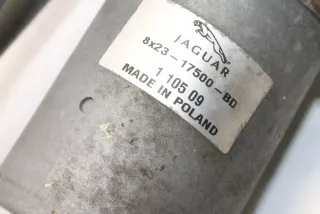 JAGUAR
8x23-17500-BD
1 105 09
MADE IN POLAND